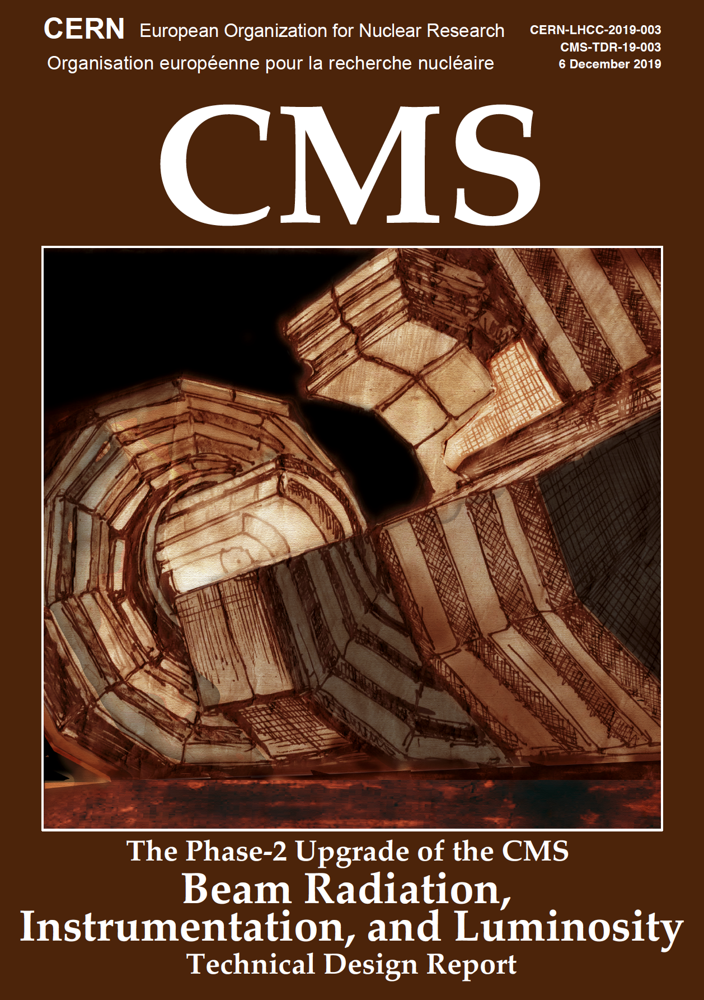 CERN European Organization for Nuclear Research
Organisation européenne pour la recherche nucléaire
CERN-LHCC-2019-003
CMS-TDR-19-003
6 December 2019
CMS
The Phase-2 Upgrade of the CMS
Beam Radiation,
Instrumentation, and Luminosity
Technical Design Report